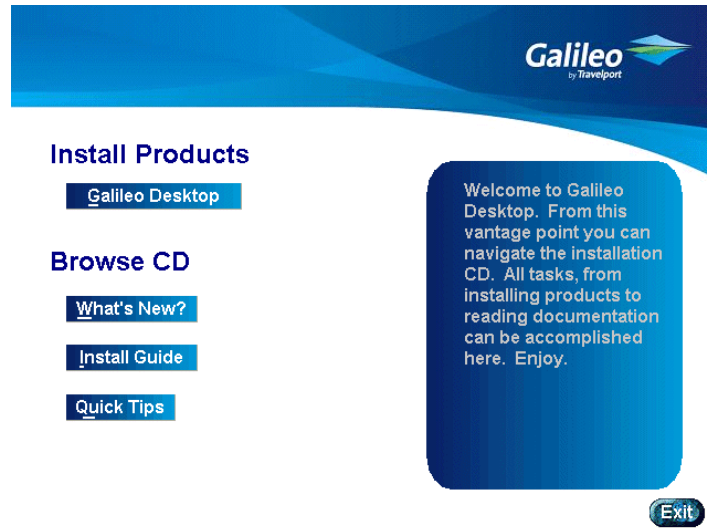 Galileo
by Travelport
Install Products
Galileo Desktop
Browse CD
What's New?
Install Guide
Quick Tips
Welcome to Galileo
Desktop. From this
vantage point you can
navigate the installation
CD. All tasks, from
installing products to
reading documentation
can be accomplished
here. Enjoy.
Exit